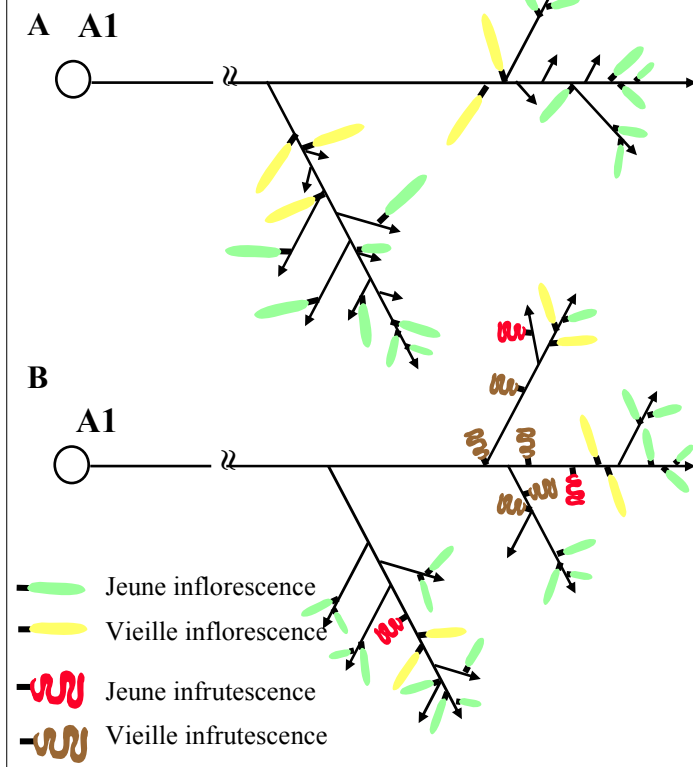 A A1
B
A1
Jeune inflorescence
Vieille inflorescence
Jeune infrutescence
Vieille infrutescence